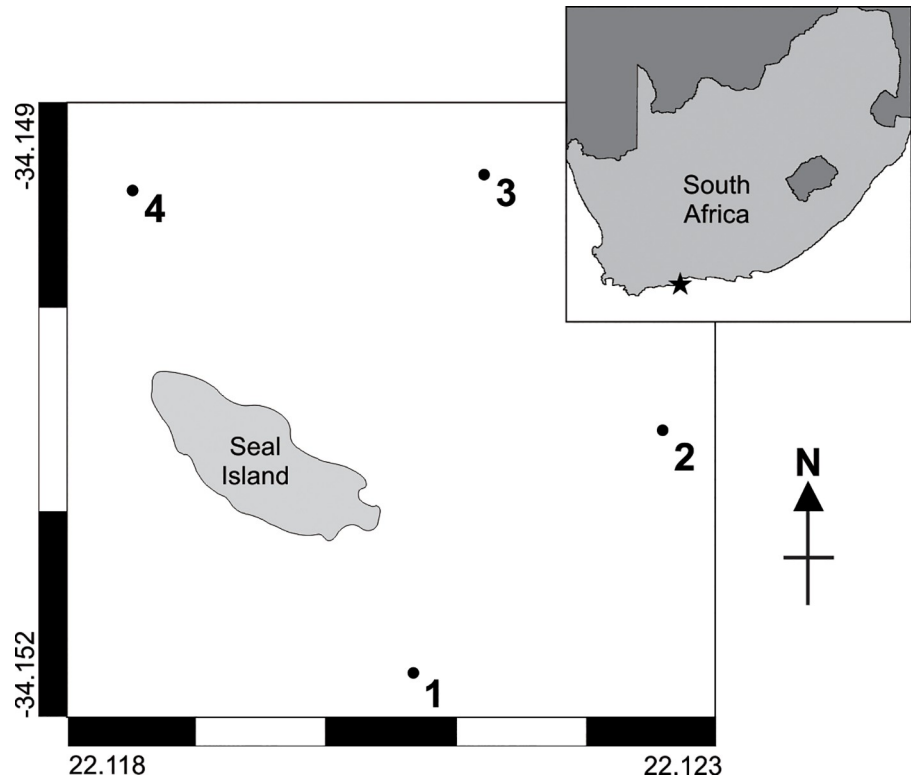 -34.149
4
3
South
Africa
Seal
Island
2
N
-34.152
1
22.118
22.123